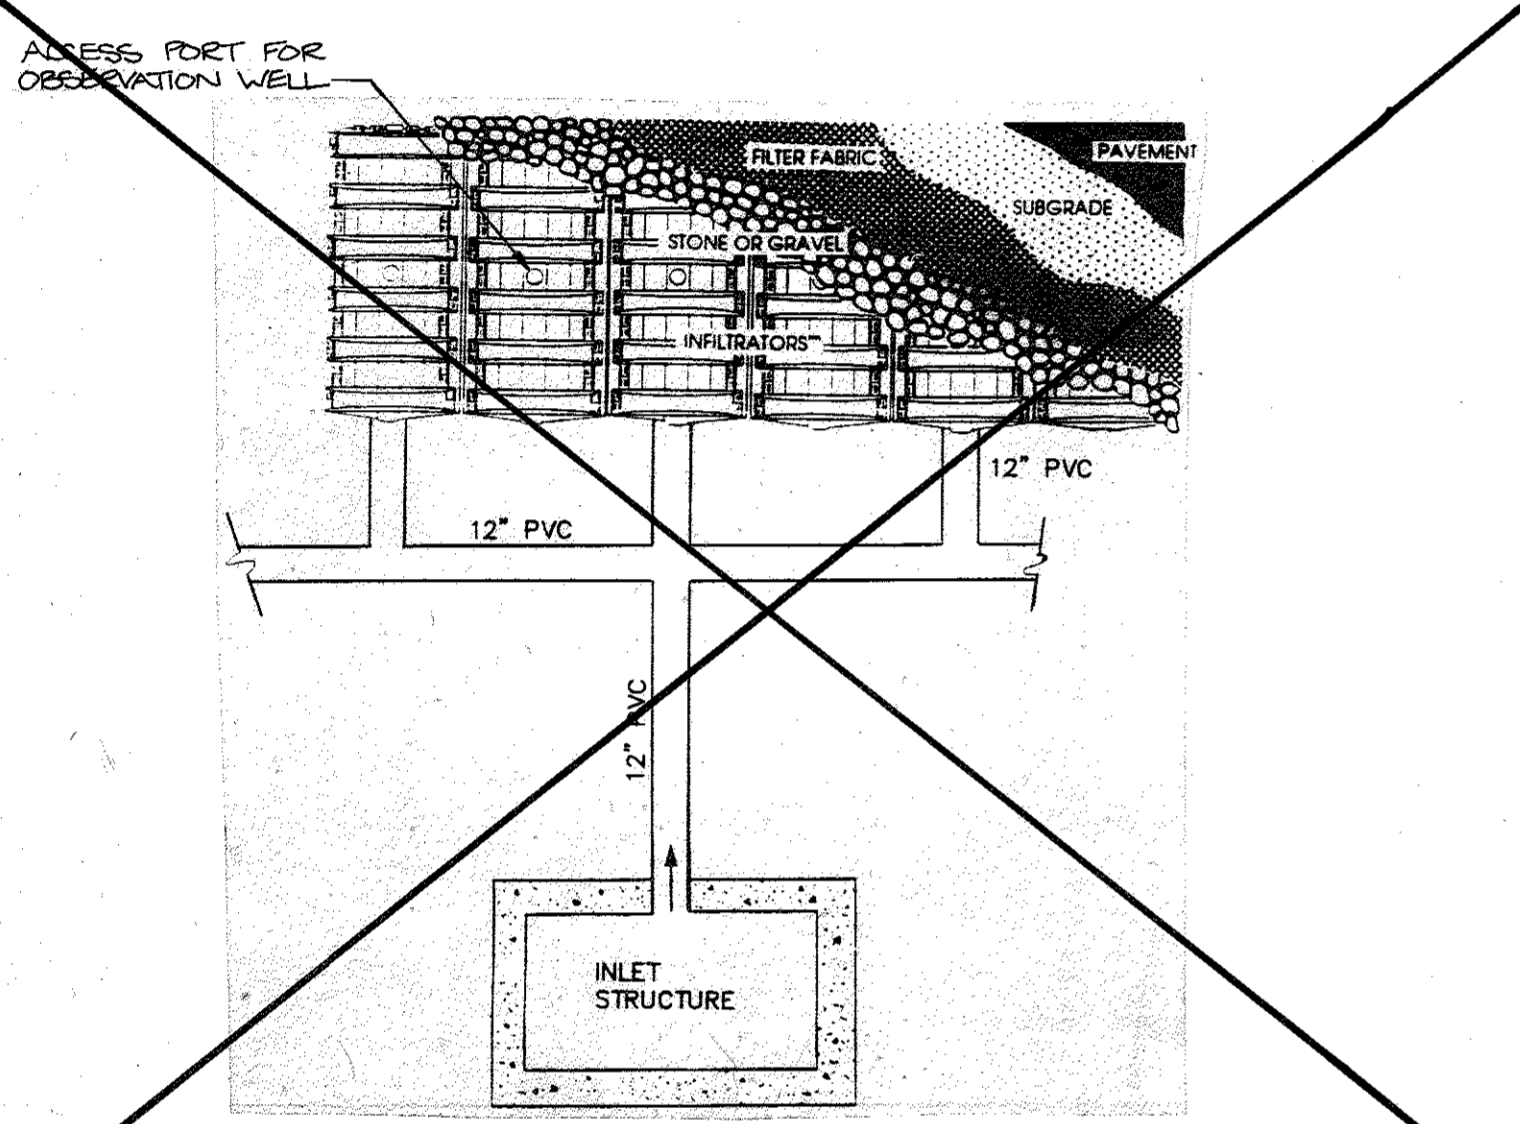 ACCESS PORT FOR
OBSERVATION WELL
FILTER FABRIC
PAVEMENT
SUBGRADE
STONE OR GRAVEL
INFILTRATORS™
12" PVC
12" PVC
12" PVC
INLET
STRUCTURE